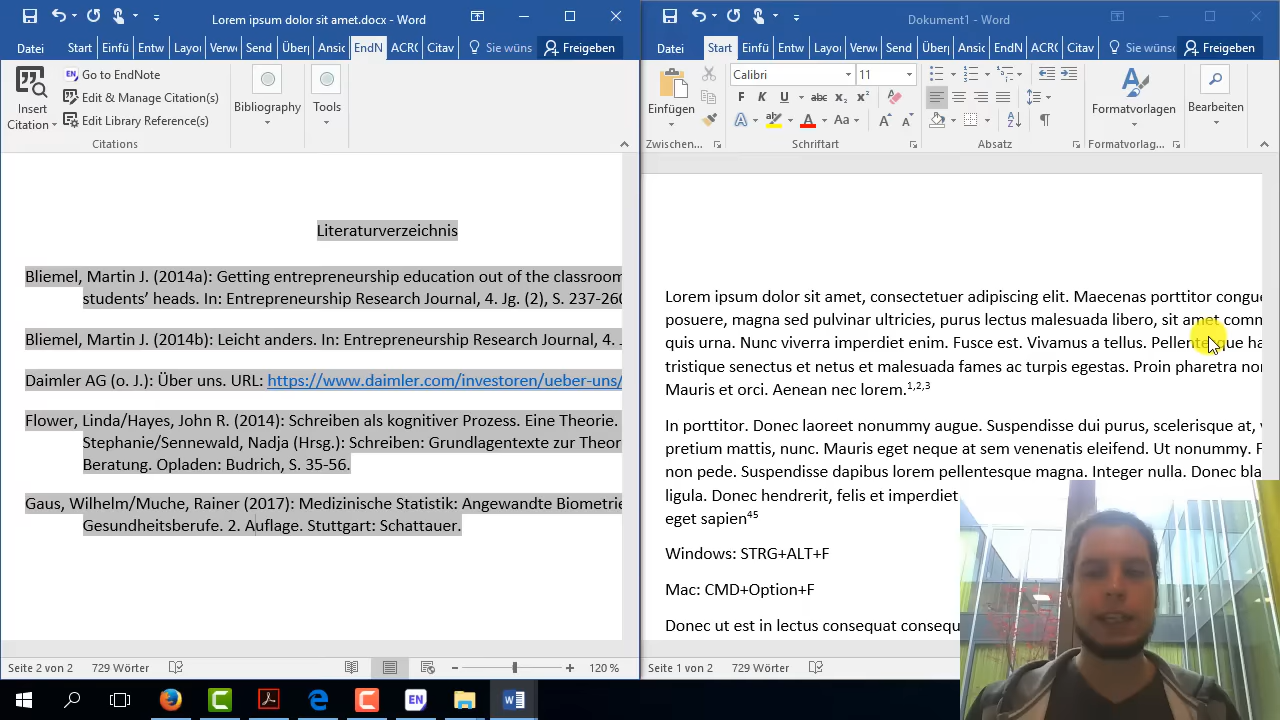 Lorem ipsum dolor sit amet.docx - Word
Datei Start Einfü Entw Layo Verwe Send Über Ansic EndN ACRC Citav Sie wüns Freigeben
Insert Citation
Go to EndNote
Edit & Manage Citation(s)
Edit Library Reference(s)
Citations
Bibliography
Tools
Literaturverzeichnis
Bliemel, Martin J. (2014a): Getting entrepreneurship education out of the classroom
students’ heads. In: Entrepreneurship Research Journal, 4. Jg. (2), S. 237-260
Bliemel, Martin J. (2014b): Leicht anders. In: Entrepreneurship Research Journal, 4.
Daimler AG (o. J.): Über uns. URL: https://www.daimler.com/investoren/ueber-uns/
Flower, Linda/Hayes, John R. (2014): Schreiben als kognitiver Prozess. Eine Theorie.
Stephanie/Sennewald, Nadja (Hrsg.): Schreiben: Grundlagentexte zur Theor
Beratung. Opladen: Budrich, S. 35-56.
Gaus, Wilhelm/Muche, Rainer (2017): Medizinische Statistik: Angewandte Biometrie
Gesundheitsberufe. 2. Auflage. Stuttgart: Schattauer.
Seite 2 von 2 729 Wörter 120 %
Dokument1 - Word
Datei Start Einfü Entw Layo Verwe Send Über Ansic EndN ACRC Citav Sie wüns Freigeben
Einfügen
Zwischen...
Calibri 11
F K U abc x₂ x²
Aa
Schriftart
Absatz
Formatvorlagen
Formatvorlag...
Bearbeiten
Lorem ipsum dolor sit amet, consectetuer adipiscing elit. Maecenas porttitor congue
posuere, magna sed pulvinar ultricies, purus lectus malesuada libero, sit amet comm
quis urna. Nunc viverra imperdiet enim. Fusce est. Vivamus a tellus. Pellentesque ha
tristique senectus et netus et malesuada fames ac turpis egestas. Proin pharetra non
Mauris et orci. Aenean nec lorem.1,2,3
In porttitor. Donec laoreet nonummy augue. Suspendisse dui purus, scelerisque at, v
pretium mattis, nunc. Mauris eget neque at sem venenatis eleifend. Ut nonummy. F
non pede. Suspendisse dapibus lorem pellentesque magna. Integer nulla. Donec bla
ligula. Donec hendrerit, felis et imperdiet
eget sapien45
Windows: STRG+ALT+F
Mac: CMD+Option+F
Donec ut est in lectus consequat consequ
Seite 1 von 2 729 Wörter
EN